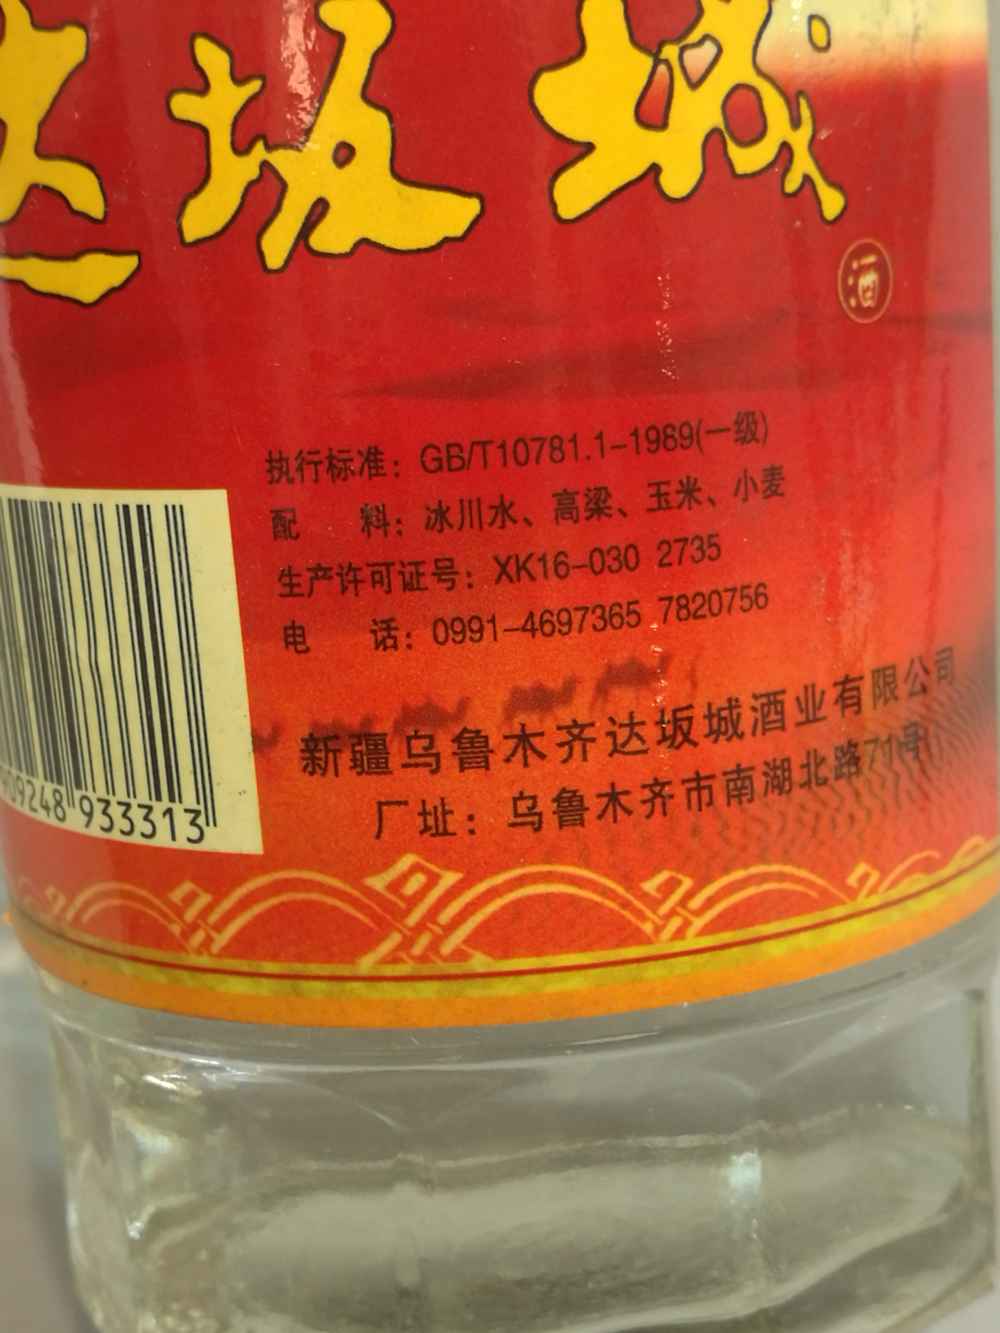 达坂城
酒
执行标准：GB/T10781.1-1989(一级)
配 料：冰川水、高粱、玉米、小麦
生产许可证号：XK16-030 2735
电 话：0991-4697365 7820756
新疆乌鲁木齐达坂城酒业有限公司
厂址：乌鲁木齐市南湖北路71号
909248 933313